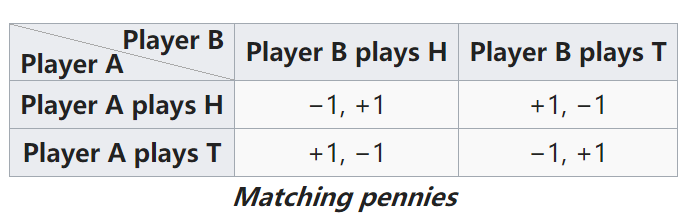 Player B
Player A
Player B plays H
Player B plays T
Player A plays H
−1, +1
+1, −1
Player A plays T
+1, −1
−1, +1
Matching pennies